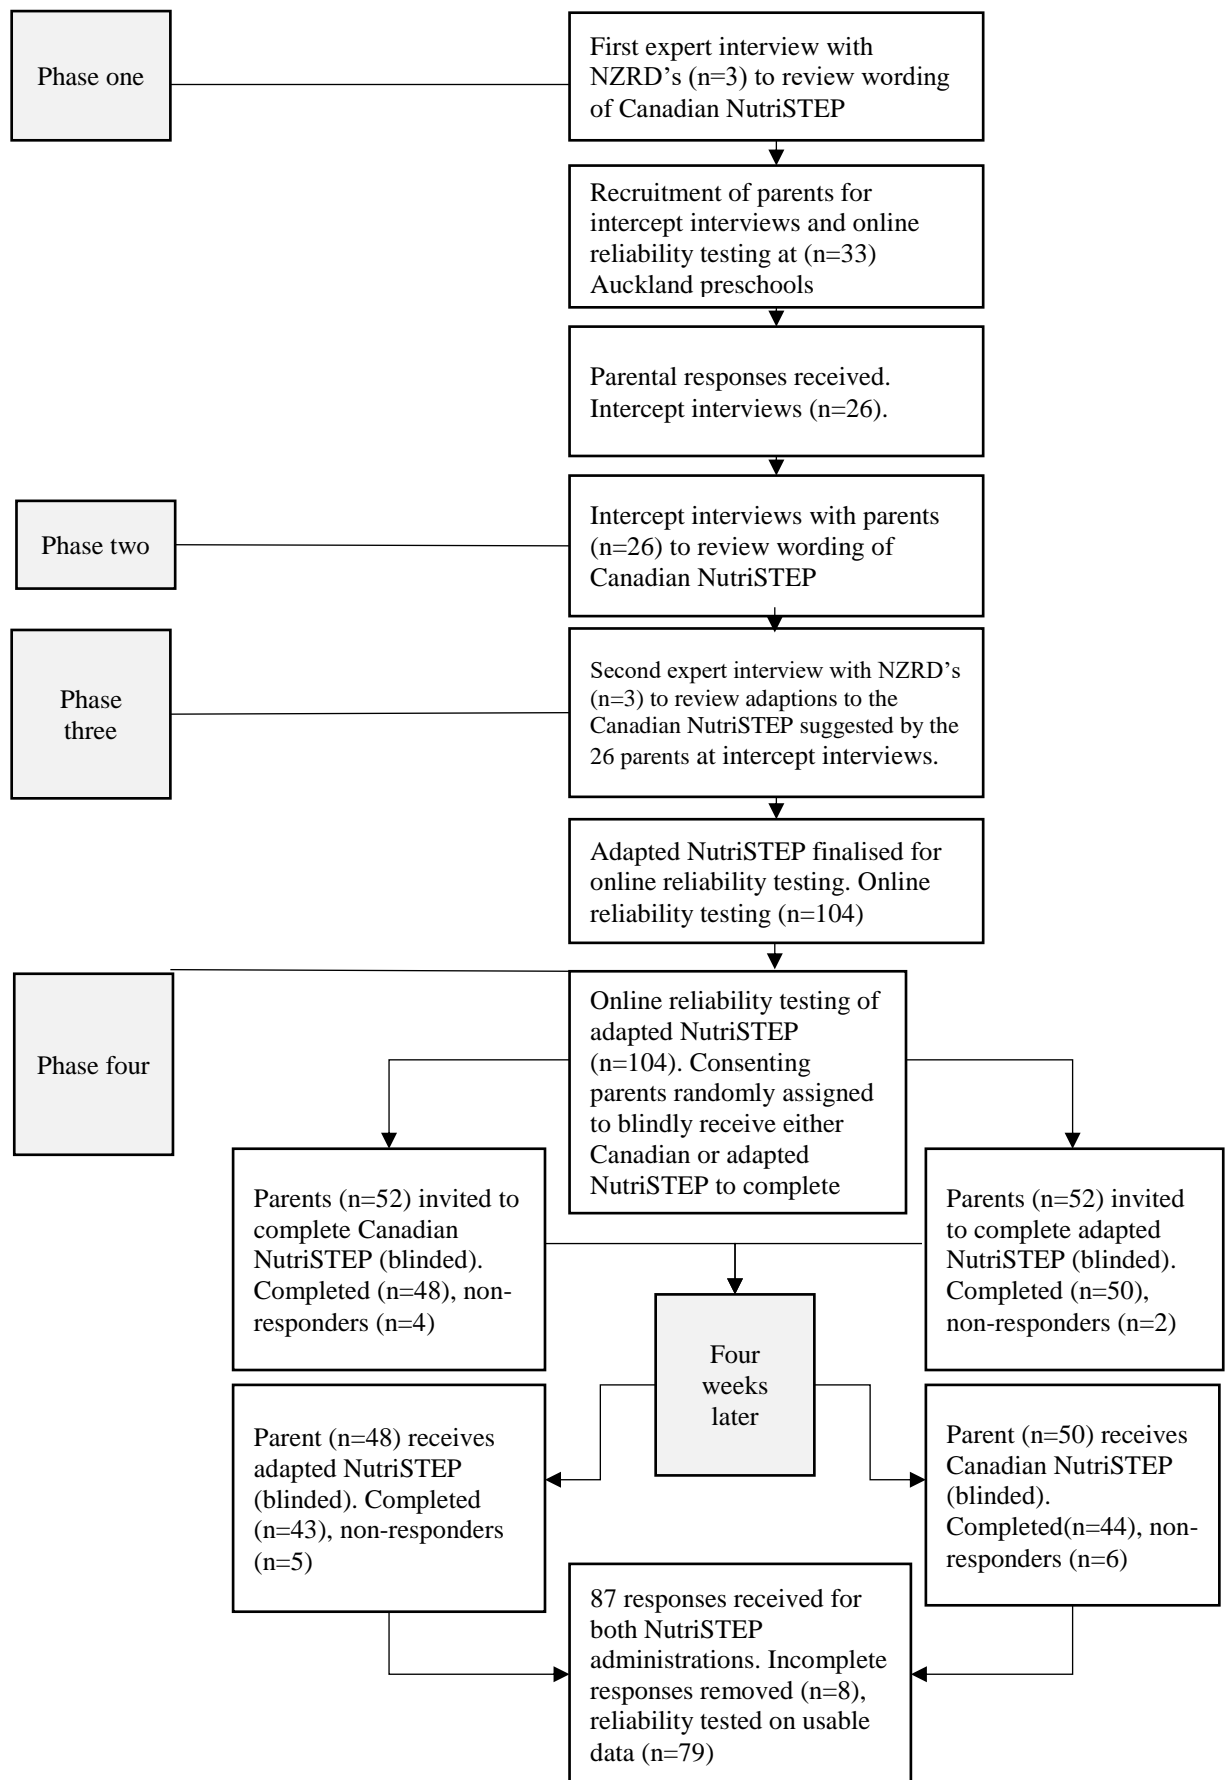 Phase one
First expert interview with
NZRD’s (n=3) to review wording
of Canadian NutriSTEP
Recruitment of parents for
intercept interviews and online
reliability testing at (n=33)
Auckland preschools
Parental responses received.
Intercept interviews (n=26).
Phase two
Intercept interviews with parents
(n=26) to review wording of
Canadian NutriSTEP
Phase
three
Second expert interview with NZRD’s
(n=3) to review adaptions to the
Canadian NutriSTEP suggested by the
26 parents at intercept interviews.
Adapted NutriSTEP finalised for
online reliability testing. Online
reliability testing (n=104)
Phase four
Online reliability testing of
adapted NutriSTEP
(n=104). Consenting
parents randomly assigned
to blindly receive either
Canadian or adapted
NutriSTEP to complete
Parents (n=52) invited to
complete Canadian
NutriSTEP (blinded).
Completed (n=48), non-
responders (n=4)
Parents (n=52) invited
to complete adapted
NutriSTEP (blinded).
Completed (n=50),
non-responders (n=2)
Four
weeks
later
Parent (n=48) receives
adapted NutriSTEP
(blinded). Completed
(n=43), non-responders
(n=5)
Parent (n=50) receives
Canadian NutriSTEP
(blinded).
Completed(n=44), non-
responders (n=6)
87 responses received for
both NutriSTEP
administrations. Incomplete
responses removed (n=8),
reliability tested on usable
data (n=79)